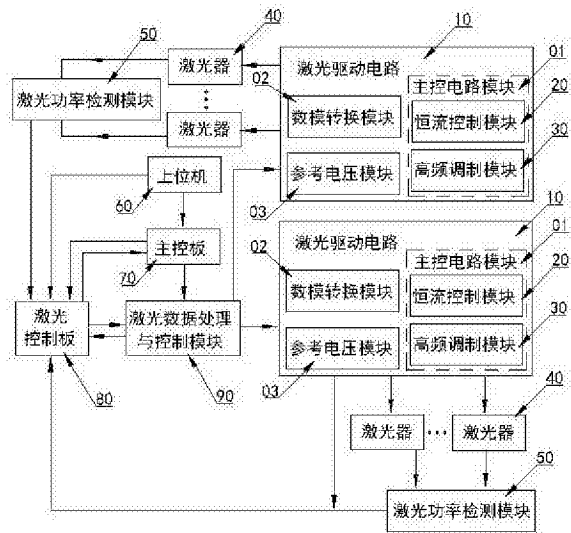 50
40
10
激光器
激光驱动电路
01
02
主控电路模块
20
激光功率检测模块
数模转换模块
恒流控制模块
30
激光器
高频调制模块
上位机
参考电压模块
60
03
10
激光驱动电路
01
主控板
02
主控电路模块
20
70
数模转换模块
恒流控制模块
激光
控制板
激光数据处理
与控制模块
30
参考电压模块
高频调制模块
80
90
03
40
激光器
激光器
50
激光功率检测模块